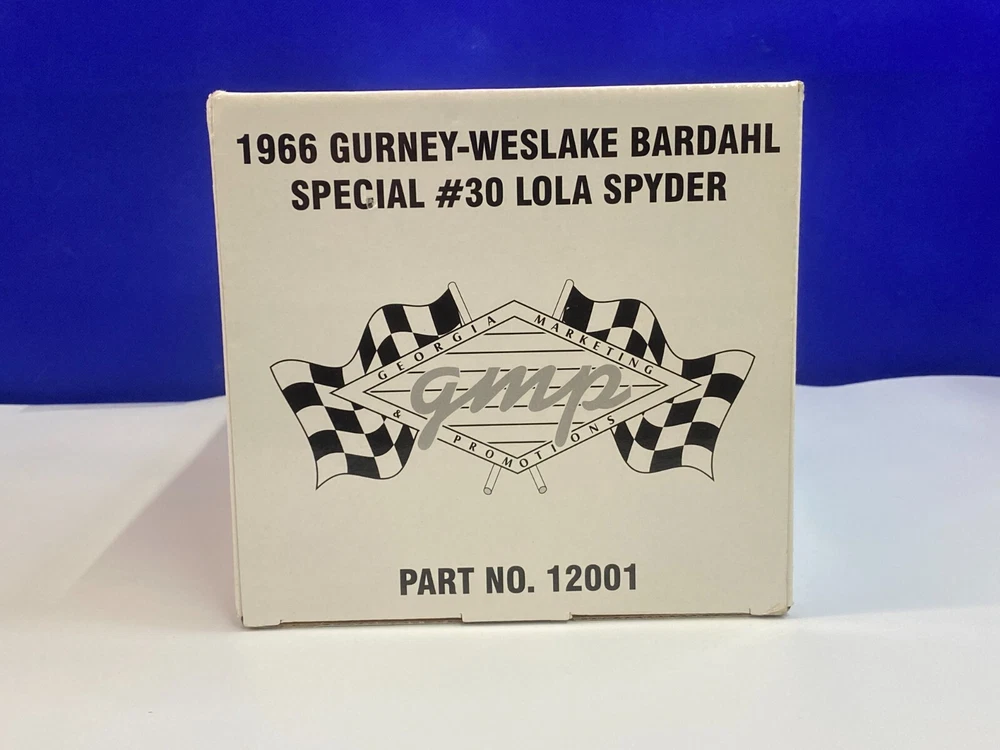 1966 GURNEY-WESLAKE BARDAHL
SPECIAL #30 LOLA SPYDER
GEORGIA MARKETING
gmp
& PROMOTIONS
PART NO. 12001